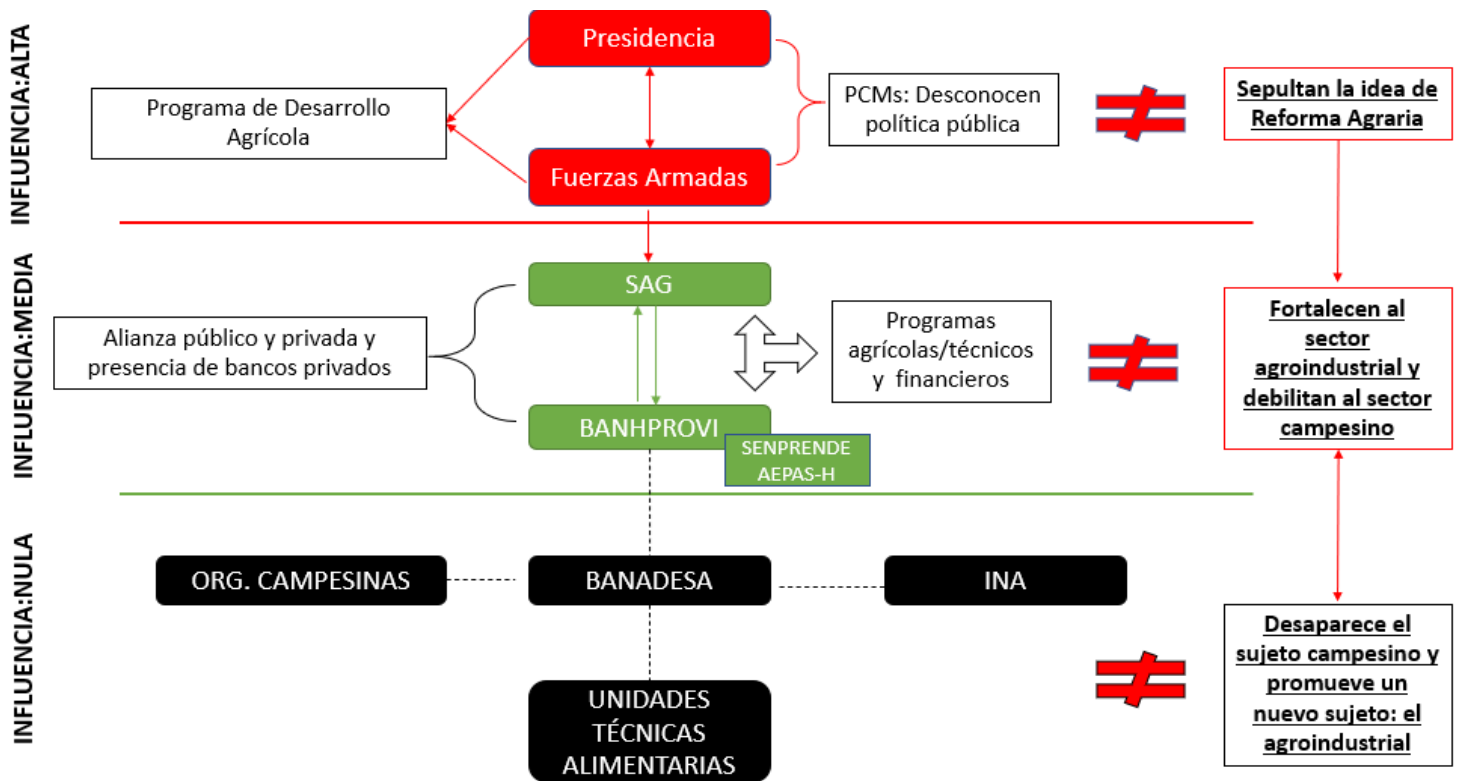 INFLUENCIA:ALTA
Presidencia
Programa de Desarrollo
Agrícola
PCMs: Desconocen
política pública
Sepultan la idea de
Reforma Agraria
Fuerzas Armadas
INFLUENCIA:MEDIA
SAG
Alianza público y privada y
presencia de bancos privados
Programas
agrícolas/técnicos
y financieros
Fortalecen al
sector
agroindustrial y
debilitan al sector
campesino
BANHPROVI
SENPRENDE
AEPAS-H
INFLUENCIA:NULA
ORG. CAMPESINAS
BANADESA
INA
UNIDADES
TÉCNICAS
ALIMENTARIAS
Desaparece el
sujeto campesino y
promueve un
nuevo sujeto: el
agroindustrial